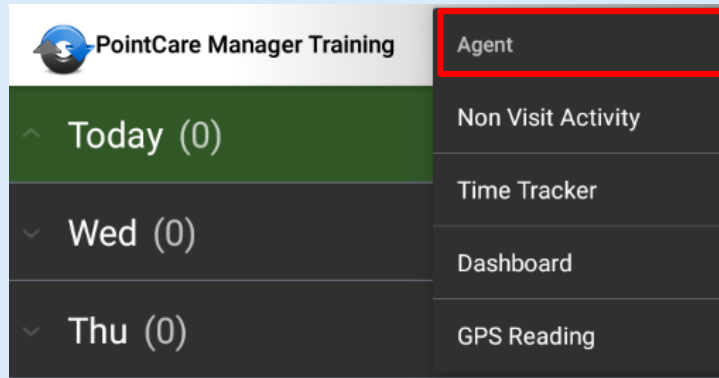 PointCare Manager Training
Today (0)
Wed (0)
Thu (0)
Agent
Non Visit Activity
Time Tracker
Dashboard
GPS Reading